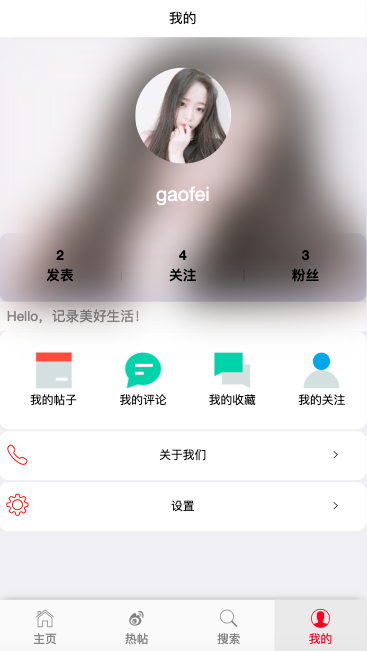 我的
gaofei
2 4 3
发表 关注 粉丝
Hello，记录美好生活！
我的帖子 我的评论 我的收藏 我的关注
关于我们
设置
主页 热帖 搜索 我的